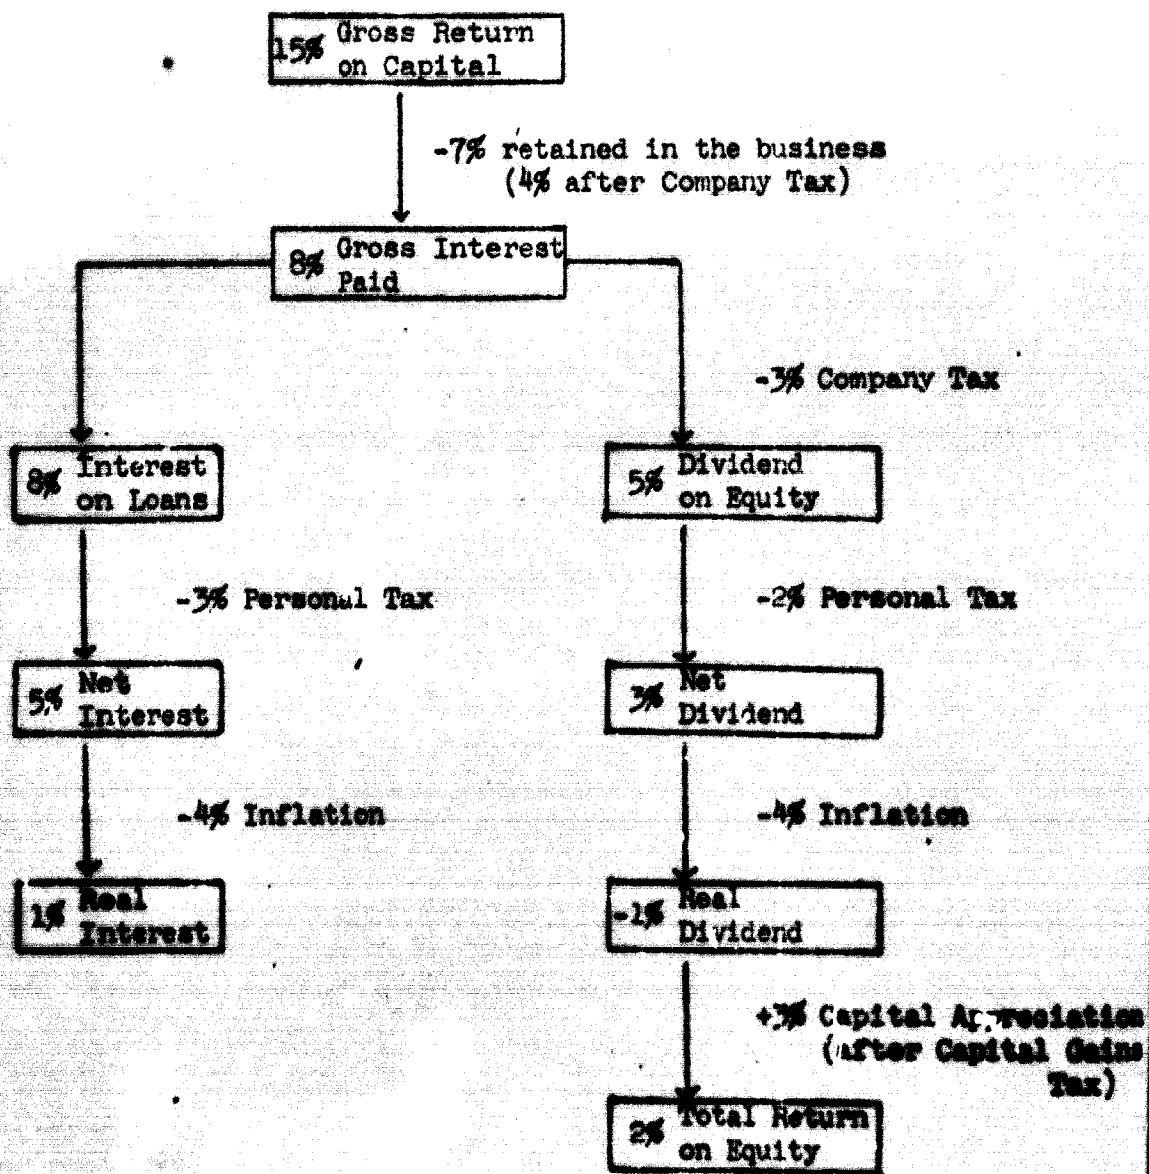 15% Gross Return
on Capital
-7% retained in the business
(4% after Company Tax)
8% Gross Interest
Paid
-3% Company Tax
8% Interest
on Loans
5% Dividend
on Equity
-3% Personal Tax
-2% Personal Tax
5% Net
Interest
3% Net
Dividend
-4% Inflation
-4% Inflation
1% Real
Interest
-1% Real
Dividend
+3% Capital Appreciation
(after Capital Gains
Tax)
2% Total Return
on Equity